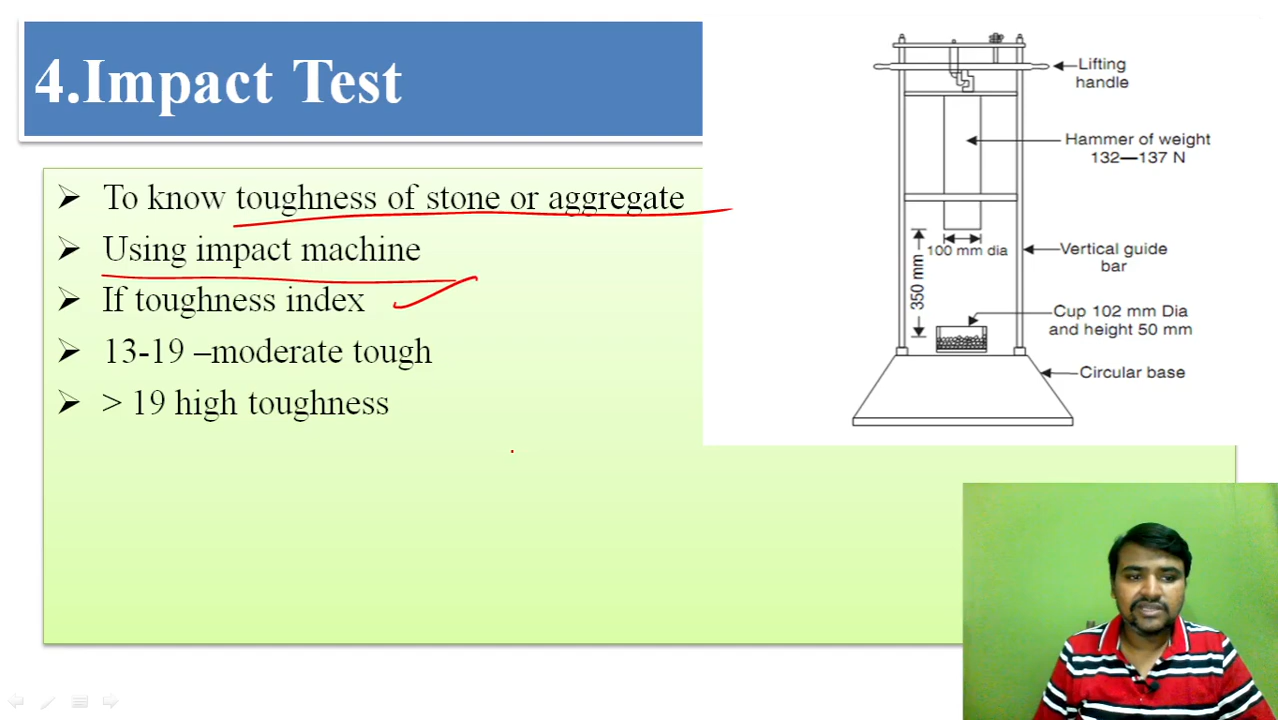 4.Impact Test
To know toughness of stone or aggregate
Using impact machine
If toughness index
13-19 –moderate tough
> 19 high toughness
Lifting
handle
Hammer of weight
132—137 N
100 mm dia
350 mm
Vertical guide
bar
Cup 102 mm Dia
and height 50 mm
Circular base